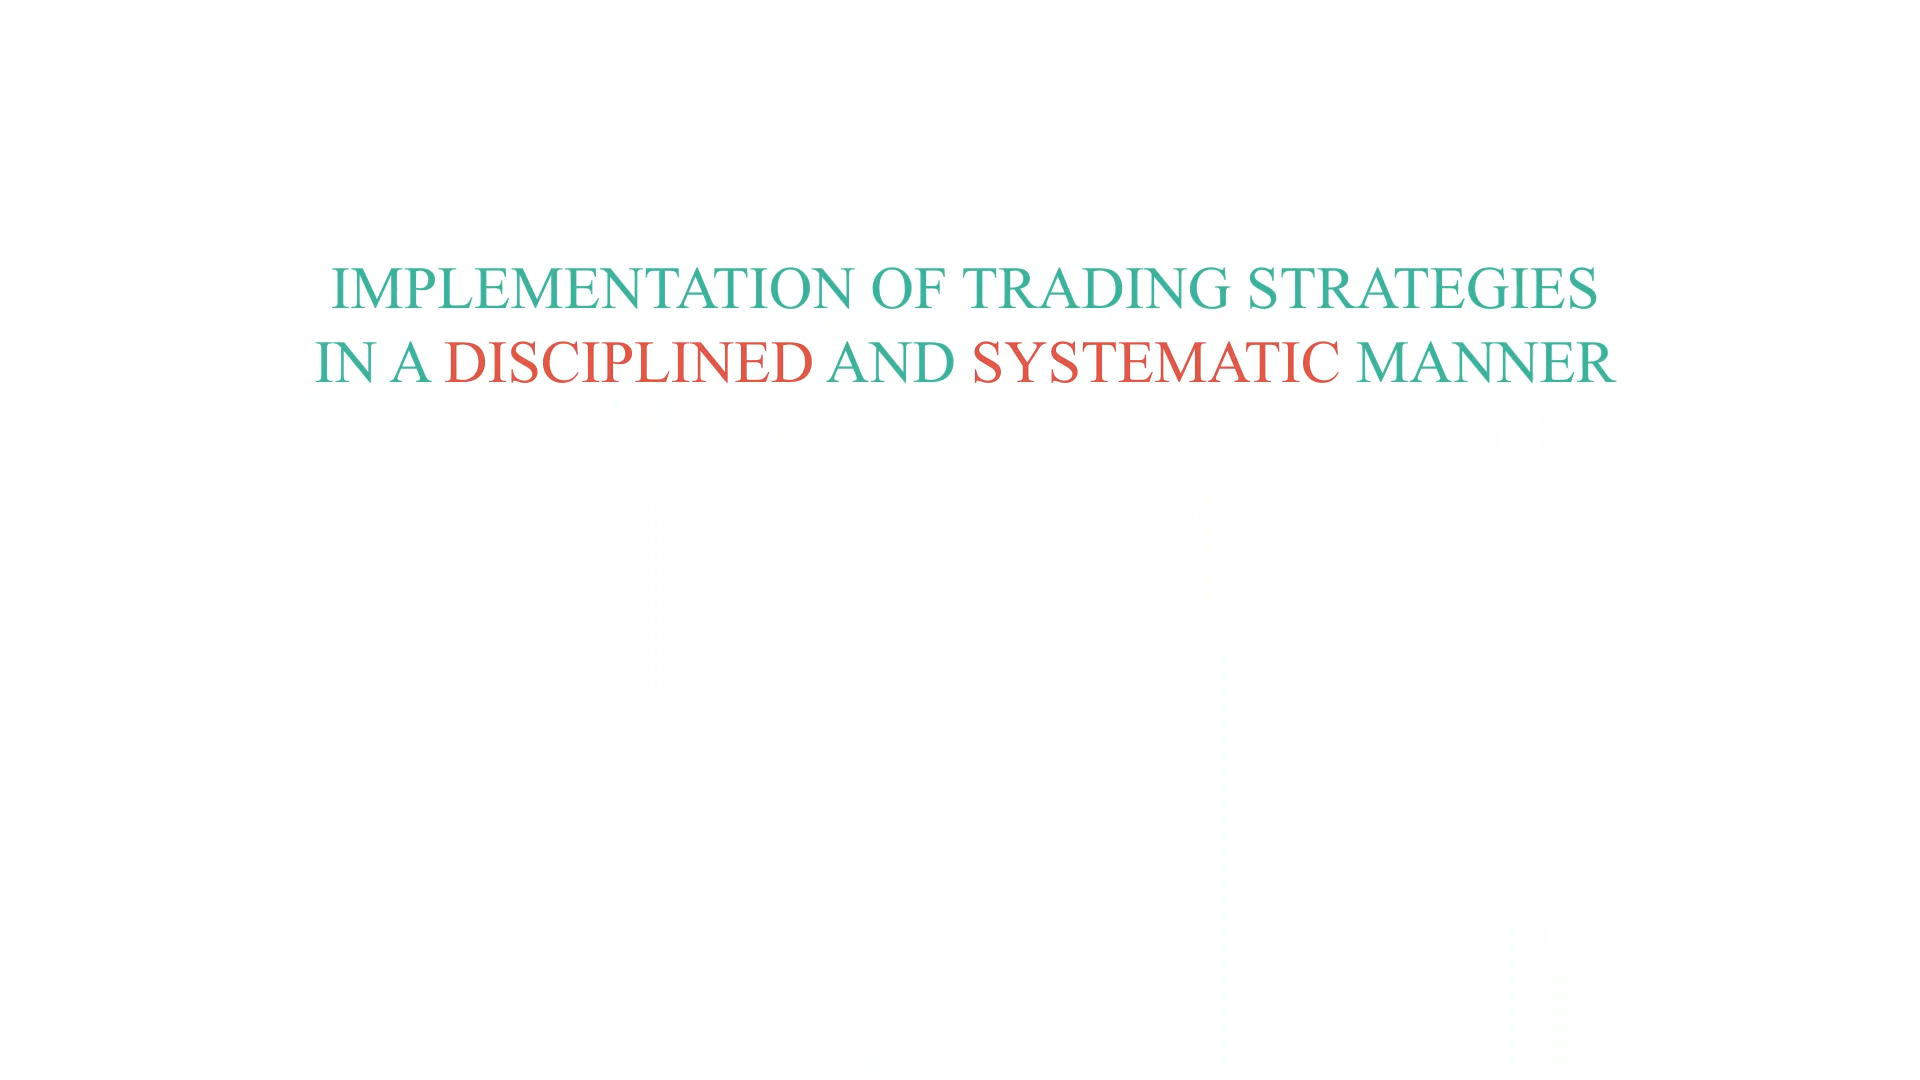 IMPLEMENTATION OF TRADING STRATEGIES
IN A DISCIPLINED AND SYSTEMATIC MANNER